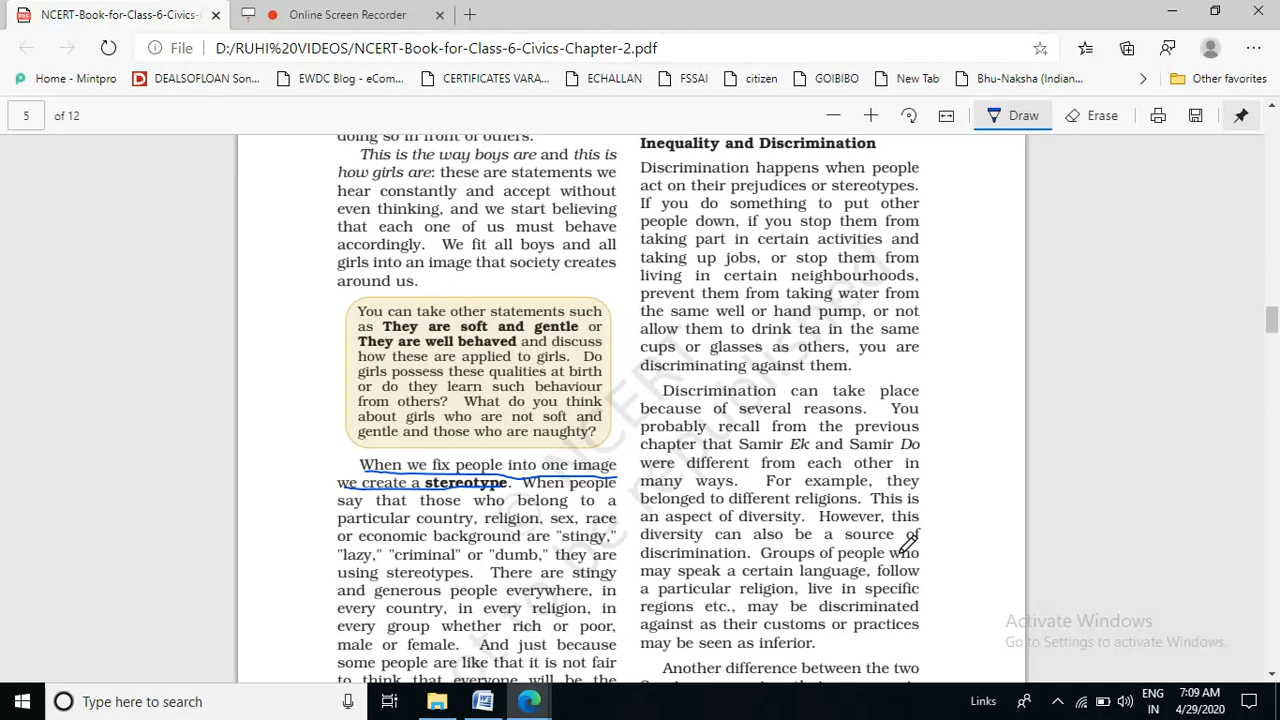 NCERT-Book-for-Class-6-Civics-
Online Screen Recorder
File D:/RUHI%20VIDEOS/NCERT-Book-for-Class-6-Civics-Chapter-2.pdf
Home - Mintpro DEALSOFLOAN Son... EWDC Blog - eCom... CERTIFICATES VARA... ECHALLAN FSSAI citizen GOIBIBO New Tab Bhu-Naksha (Indian... Other favorites
5 of 12 Draw Erase
doing so in front of others.
This is the way boys are and this is
how girls are: these are statements we
hear constantly and accept without
even thinking, and we start believing
that each one of us must behave
accordingly. We fit all boys and all
girls into an image that society creates
around us.
You can take other statements such
as They are soft and gentle or
They are well behaved and discuss
how these are applied to girls. Do
girls possess these qualities at birth
or do they learn such behaviour
from others? What do you think
about girls who are not soft and
gentle and those who are naughty?
When we fix people into one image
we create a stereotype. When people
say that those who belong to a
particular country, religion, sex, race
or economic background are "stingy,"
"lazy," "criminal" or "dumb," they are
using stereotypes. There are stingy
and generous people everywhere, in
every country, in every religion, in
every group whether rich or poor,
male or female. And just because
some people are like that it is not fair
to think that everyone will be the
Inequality and Discrimination
Discrimination happens when people
act on their prejudices or stereotypes.
If you do something to put other
people down, if you stop them from
taking part in certain activities and
taking up jobs, or stop them from
living in certain neighbourhoods,
prevent them from taking water from
the same well or hand pump, or not
allow them to drink tea in the same
cups or glasses as others, you are
discriminating against them.
Discrimination can take place
because of several reasons. You
probably recall from the previous
chapter that Samir Ek and Samir Do
were different from each other in
many ways. For example, they
belonged to different religions. This is
an aspect of diversity. However, this
diversity can also be a source of
discrimination. Groups of people who
may speak a certain language, follow
a particular religion, live in specific
regions etc., may be discriminated
against as their customs or practices
may be seen as inferior.
Another difference between the two
© NCERT
not to be republished
Activate Windows
Go to Settings to activate Windows.
Type here to search
Links
ENG
IN
7:09 AM
4/29/2020